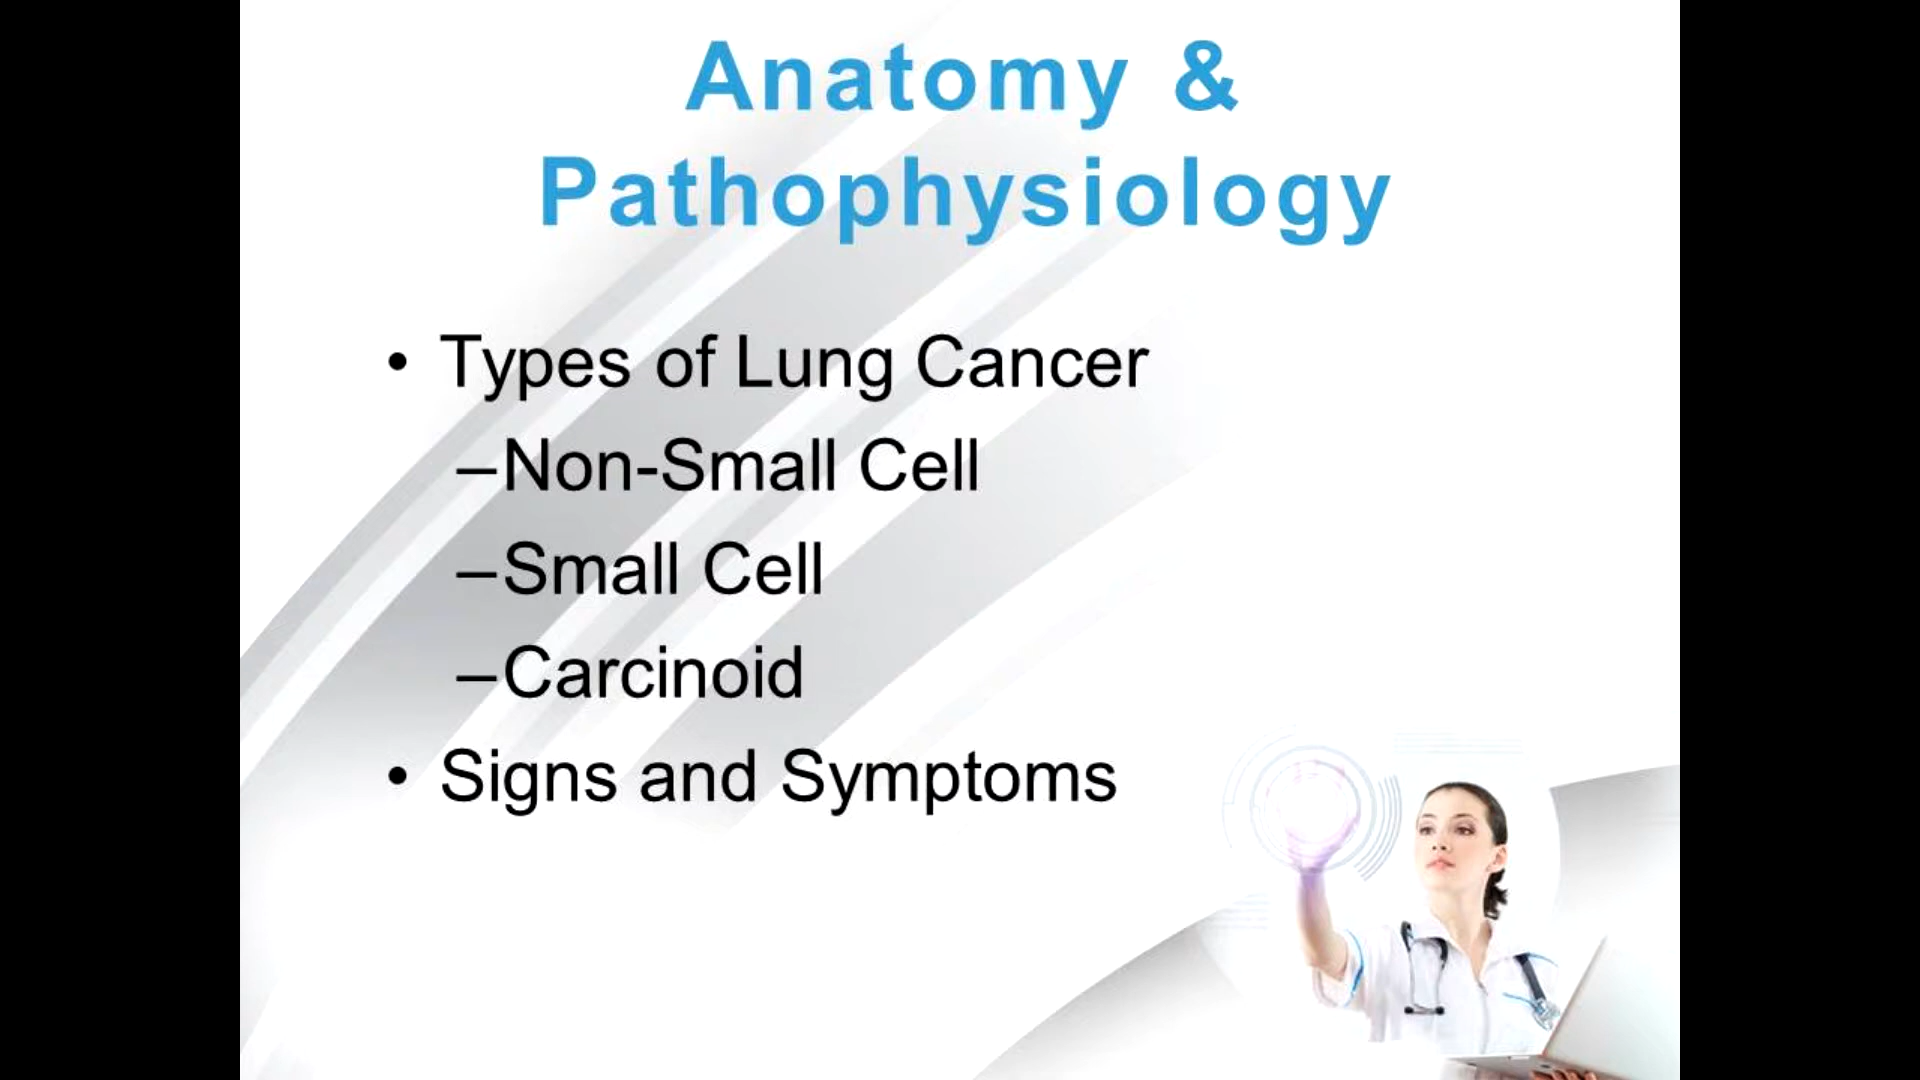 Anatomy &
Pathophysiology
• Types of Lung Cancer
–Non-Small Cell
–Small Cell
–Carcinoid
• Signs and Symptoms